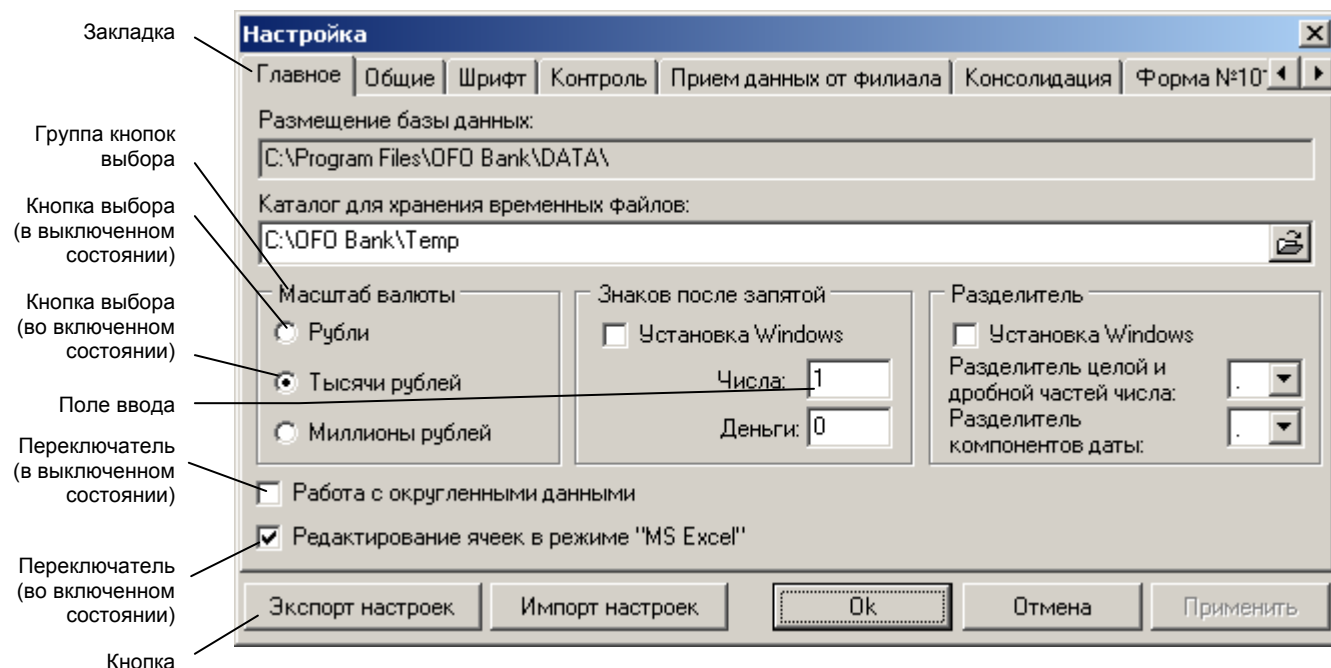 Закладка
Группа кнопок
выбора
Кнопка выбора
(в выключенном
состоянии)
Кнопка выбора
(во включенном
состоянии)
Поле ввода
Переключатель
(в выключенном
состоянии)
Переключатель
(во включенном
состоянии)
Кнопка
Настройка
Главное Общие Шрифт Контроль Прием данных от филиала Консолидация Форма №10
Размещение базы данных:
C:\Program Files\OFO Bank\DATA\
Каталог для хранения временных файлов:
C:\OFO Bank\Temp
Масштаб валюты
Рубли
Тысячи рублей
Миллионы рублей
Знаков после запятой
Установка Windows
Числа: 1
Деньги: 0
Разделитель
Установка Windows
Разделитель целой и
дробной частей числа: .
Разделитель
компонентов даты: .
Работа с округленными данными
Редактирование ячеек в режиме "MS Excel"
Экспорт настроек Импорт настроек Ok Отмена Применить